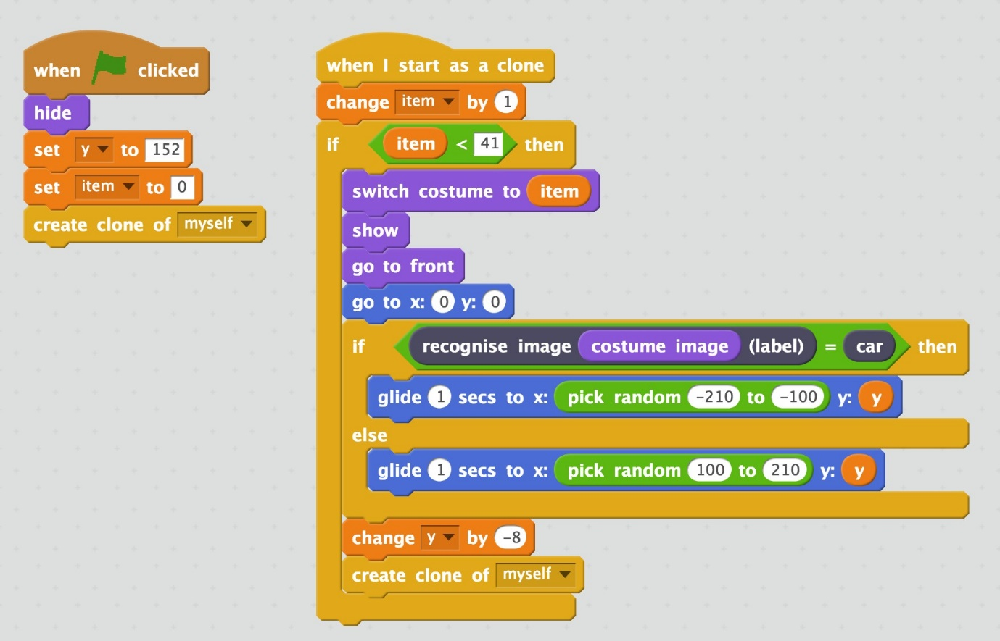 when clicked
hide
set y to 152
set item to 0
create clone of myself
when I start as a clone
change item by 1
if item < 41 then
switch costume to item
show
go to front
go to x: 0 y: 0
if recognise image costume image (label) = car then
glide 1 secs to x: pick random -210 to -100 y: y
else
glide 1 secs to x: pick random 100 to 210 y: y
change y by -8
create clone of myself